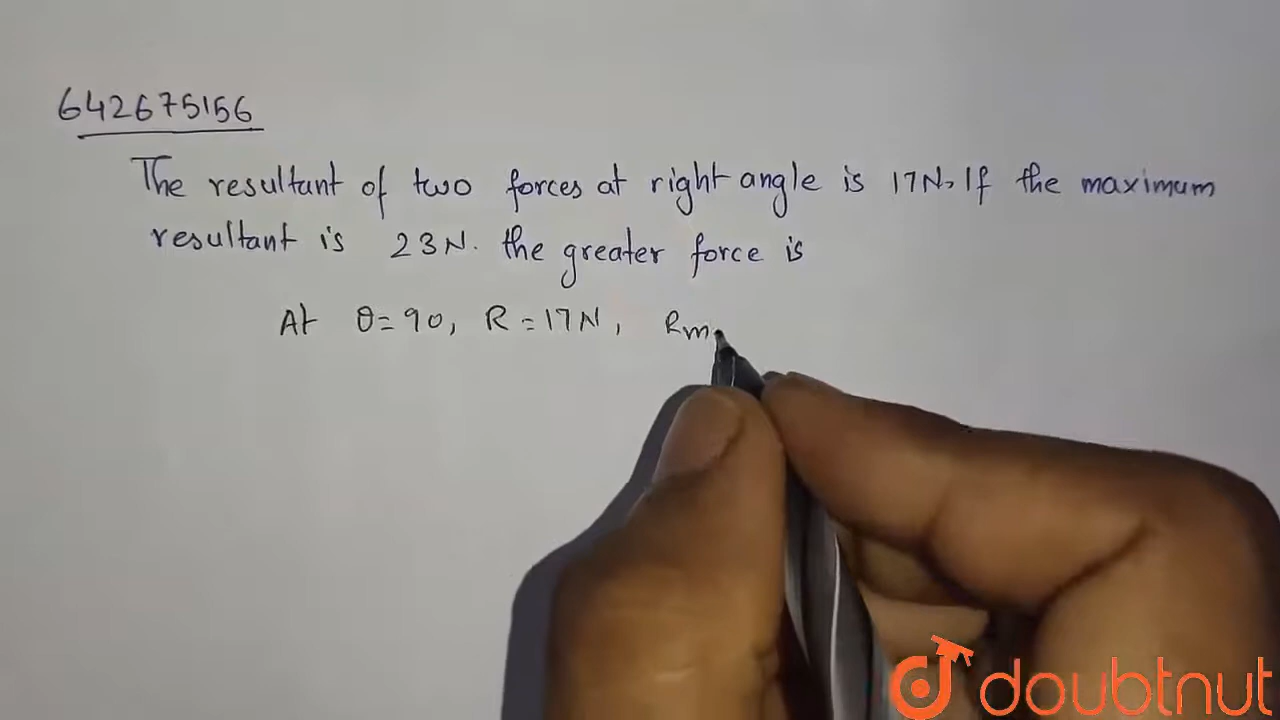 642675156
The resultant of two forces at right angle is 17N. If the maximum
resultant is 23N. the greater force is
At θ=90, R=17N, Rm
doubtnut